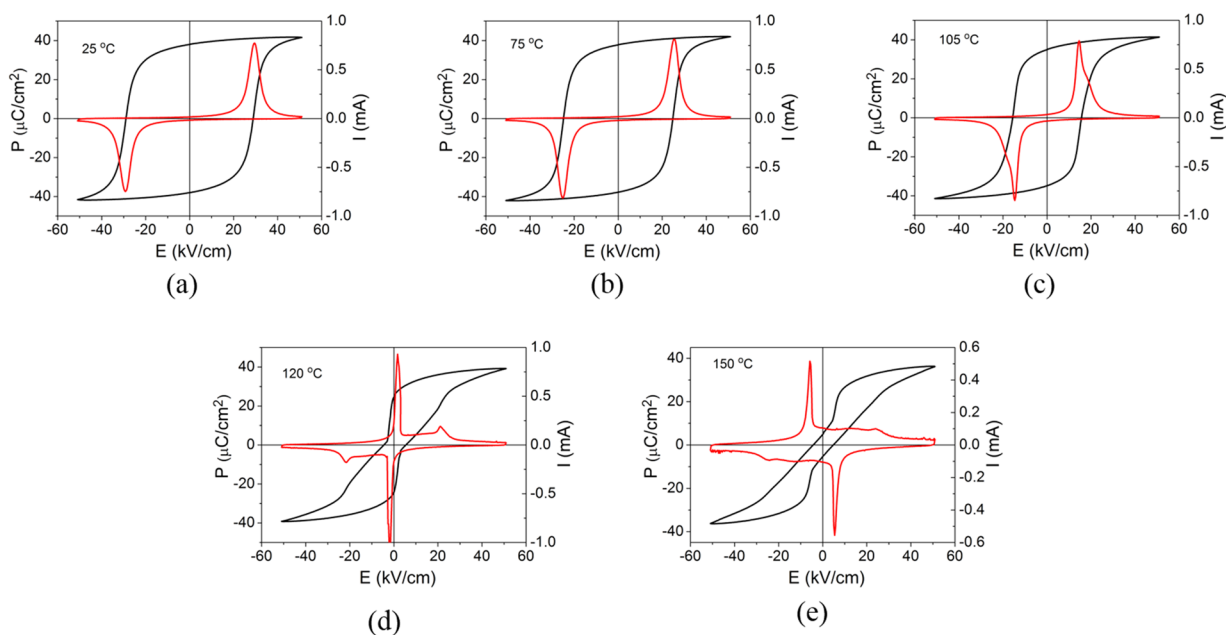 25 °C
P (μC/cm²)
40
20
0
-20
-40
1.0
0.5
0.0
-0.5
-1.0
I (mA)
-60 -40 -20 0 20 40 60
E (kV/cm)
(a)
75 °C
P (μC/cm²)
40
20
0
-20
-40
1.0
0.5
0.0
-0.5
-1.0
I (mA)
-60 -40 -20 0 20 40 60
E (kV/cm)
(b)
105 °C
P (μC/cm²)
40
20
0
-20
-40
1.0
0.5
0.0
-0.5
-1.0
I (mA)
-60 -40 -20 0 20 40 60
E (kV/cm)
(c)
120 °C
P (μC/cm²)
40
20
0
-20
-40
1.0
0.5
0.0
-0.5
-1.0
I (mA)
-60 -40 -20 0 20 40 60
E (kV/cm)
(d)
150 °C
P (μC/cm²)
40
20
0
-20
-40
0.6
0.4
0.2
0.0
-0.2
-0.4
-0.6
I (mA)
-60 -40 -20 0 20 40 60
E (kV/cm)
(e)